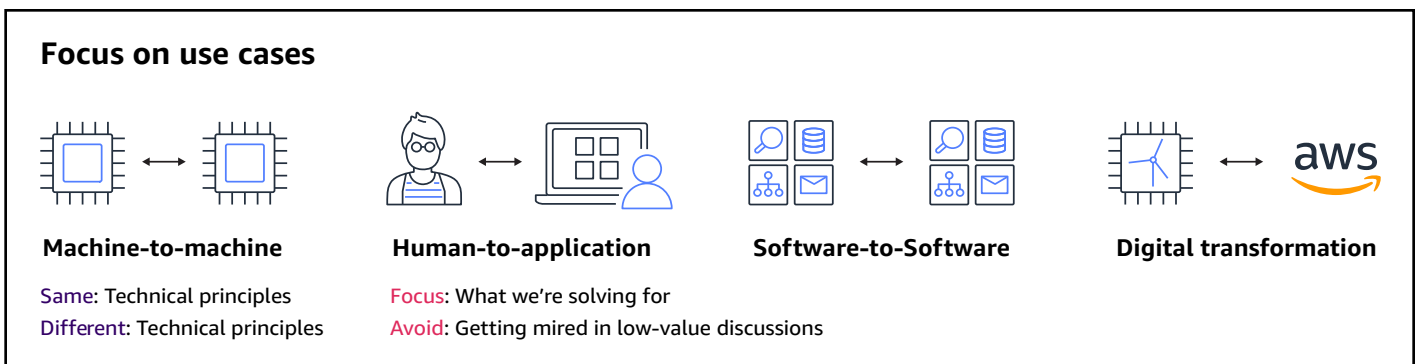 Focus on use cases
aws
Machine-to-machine
Human-to-application
Software-to-Software
Digital transformation
Same: Technical principles
Different: Technical principles
Focus: What we're solving for
Avoid: Getting mired in low-value discussions